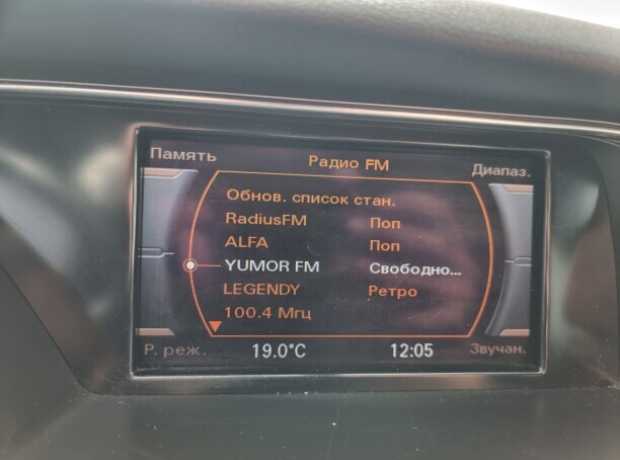 Память Радио FM Диапаз.
Обнов. список стан.
RadiusFM Поп
ALFA Поп
YUMOR FM Свободно...
LEGENDY Ретро
100.4 Мгц
Р. реж. 19.0°C 12:05 Звучан.